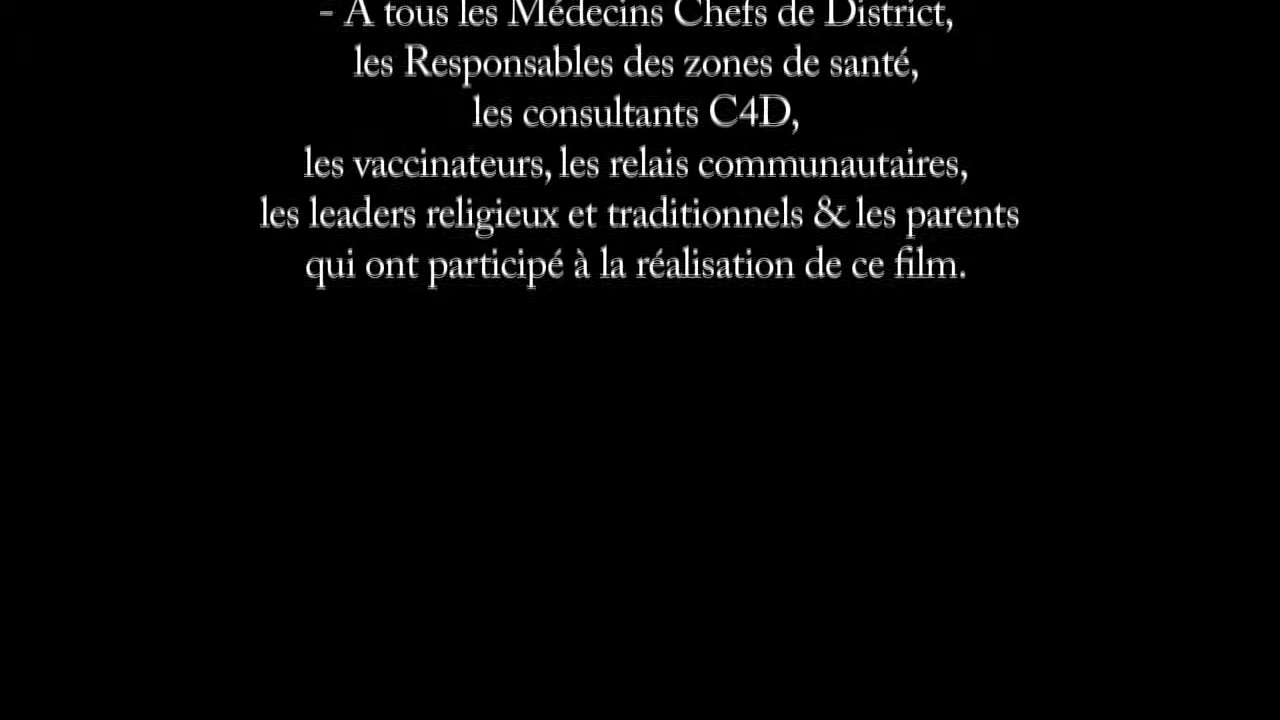 - A tous les Médecins Chefs de District,
les Responsables des zones de santé,
les consultants C4D,
les vaccinateurs, les relais communautaires,
les leaders religieux et traditionnels & les parents
qui ont participé à la réalisation de ce film.